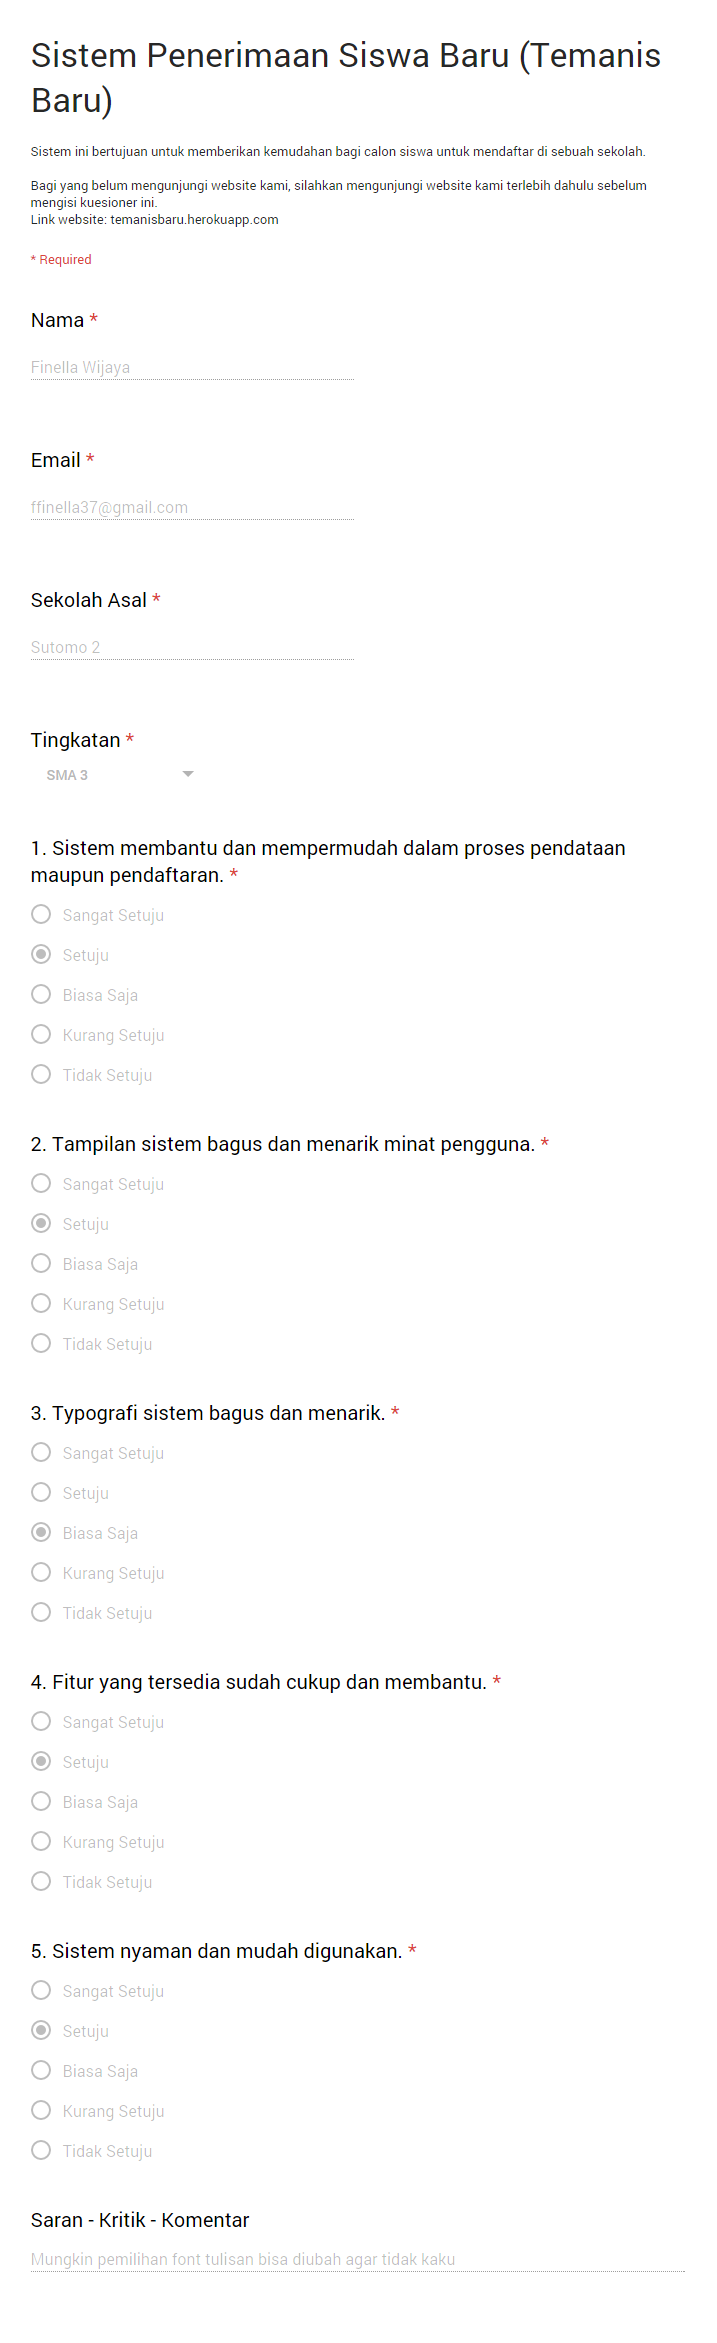 Sistem Penerimaan Siswa Baru (Temanis
Baru)
Sistem ini bertujuan untuk memberikan kemudahan bagi calon siswa untuk mendaftar di sebuah sekolah.
Bagi yang belum mengunjungi website kami, silahkan mengunjungi website kami terlebih dahulu sebelum
mengisi kuesioner ini.
Link website: temanisbaru.herokuapp.com
* Required
Nama *
Finella Wijaya
Email *
ffinella37@gmail.com
Sekolah Asal *
Sutomo 2
Tingkatan *
SMA 3
1. Sistem membantu dan mempermudah dalam proses pendataan
maupun pendaftaran. *
Sangat Setuju
Setuju
Biasa Saja
Kurang Setuju
Tidak Setuju
2. Tampilan sistem bagus dan menarik minat pengguna. *
Sangat Setuju
Setuju
Biasa Saja
Kurang Setuju
Tidak Setuju
3. Typografi sistem bagus dan menarik. *
Sangat Setuju
Setuju
Biasa Saja
Kurang Setuju
Tidak Setuju
4. Fitur yang tersedia sudah cukup dan membantu. *
Sangat Setuju
Setuju
Biasa Saja
Kurang Setuju
Tidak Setuju
5. Sistem nyaman dan mudah digunakan. *
Sangat Setuju
Setuju
Biasa Saja
Kurang Setuju
Tidak Setuju
Saran - Kritik - Komentar
Mungkin pemilihan font tulisan bisa diubah agar tidak kaku